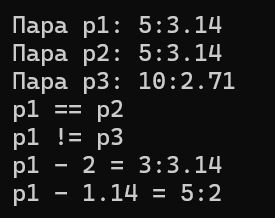 Пара p1: 5:3.14
Пара p2: 5:3.14
Пара p3: 10:2.71
p1 == p2
p1 != p3
p1 - 2 = 3:3.14
p1 - 1.14 = 5:2